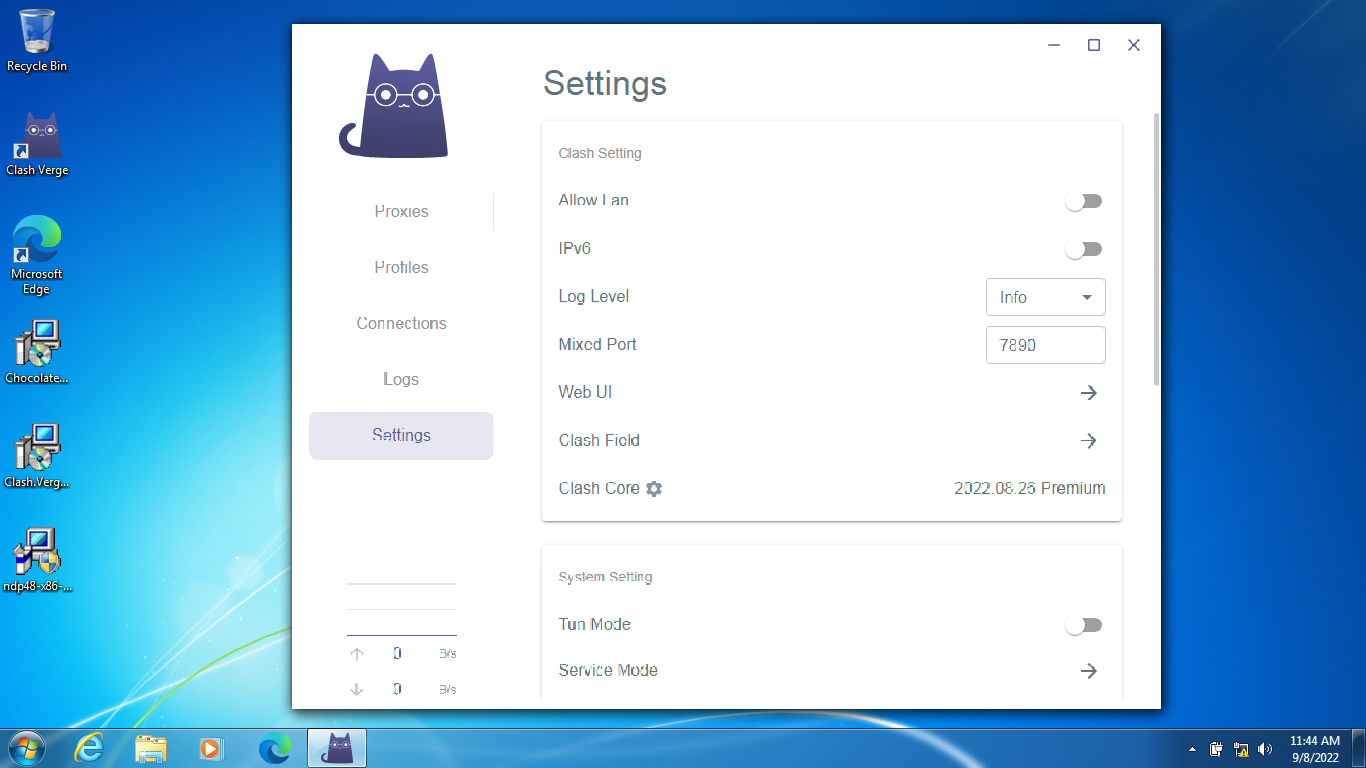 Recycle Bin
Clash Verge
Microsoft
Edge
Chocolate...
Clash.Verg...
ndp48-x86-...
Proxies
Profiles
Connections
Logs
Settings
0 B/s
0 B/s
Settings
Clash Setting
Allow Lan
IPv6
Log Level Info
Mixed Port 7890
Web UI
Clash Field
Clash Core 2022.08.26 Premium
System Setting
Tun Mode
Service Mode
11:44 AM
9/8/2022